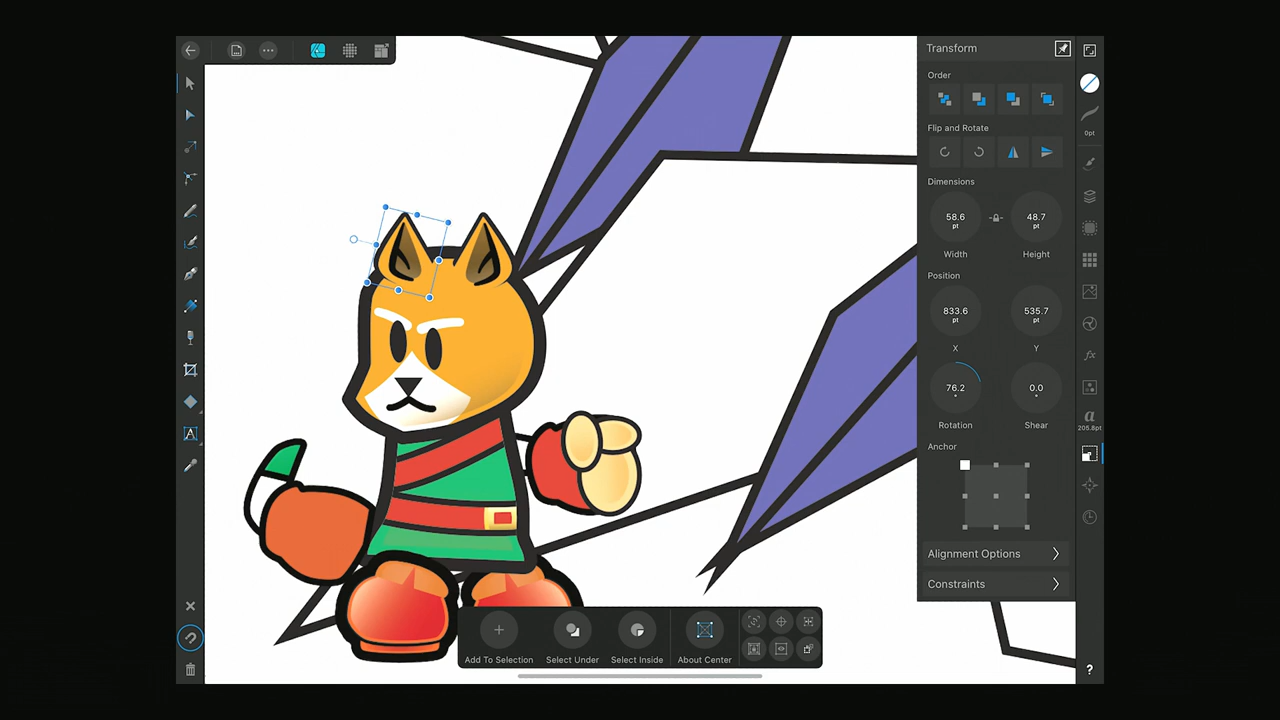 Transform
Order
0pt
Flip and Rotate
Dimensions
58.6 pt
48.7 pt
Width
Height
Position
833.6 pt
535.7 pt
X
Y
76.2 °
0.0 °
Rotation
Shear
a
205.8pt
Anchor
Alignment Options
Constraints
A
Add To Selection
Select Under
Select Inside
About Center
fx
?